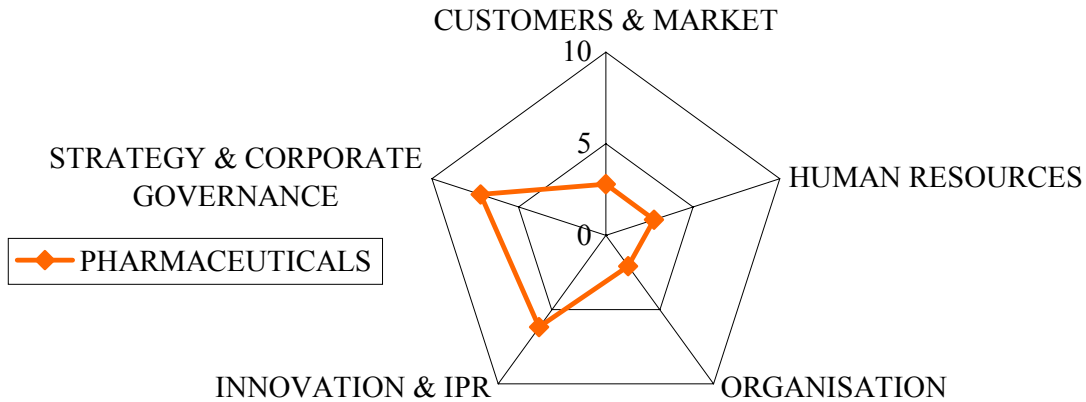 CUSTOMERS & MARKET
10
5
0
HUMAN RESOURCES
STRATEGY & CORPORATE
GOVERNANCE
PHARMACEUTICALS
INNOVATION & IPR
ORGANISATION